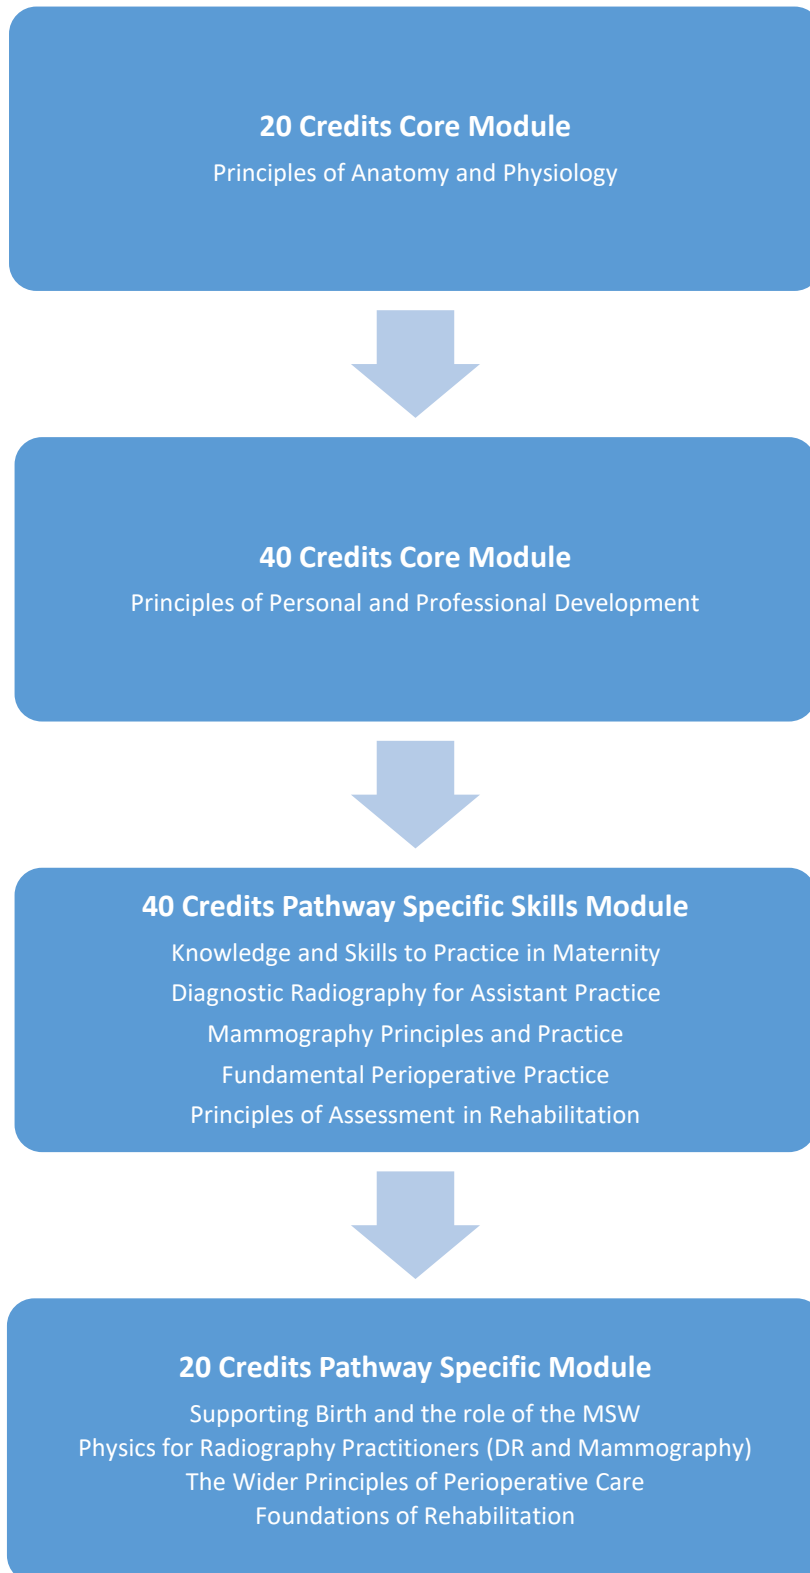 20 Credits Core Module
Principles of Anatomy and Physiology
40 Credits Core Module
Principles of Personal and Professional Development
40 Credits Pathway Specific Skills Module
Knowledge and Skills to Practice in Maternity
Diagnostic Radiography for Assistant Practice
Mammography Principles and Practice
Fundamental Perioperative Practice
Principles of Assessment in Rehabilitation
20 Credits Pathway Specific Module
Supporting Birth and the role of the MSW
Physics for Radiography Practitioners (DR and Mammography)
The Wider Principles of Perioperative Care
Foundations of Rehabilitation